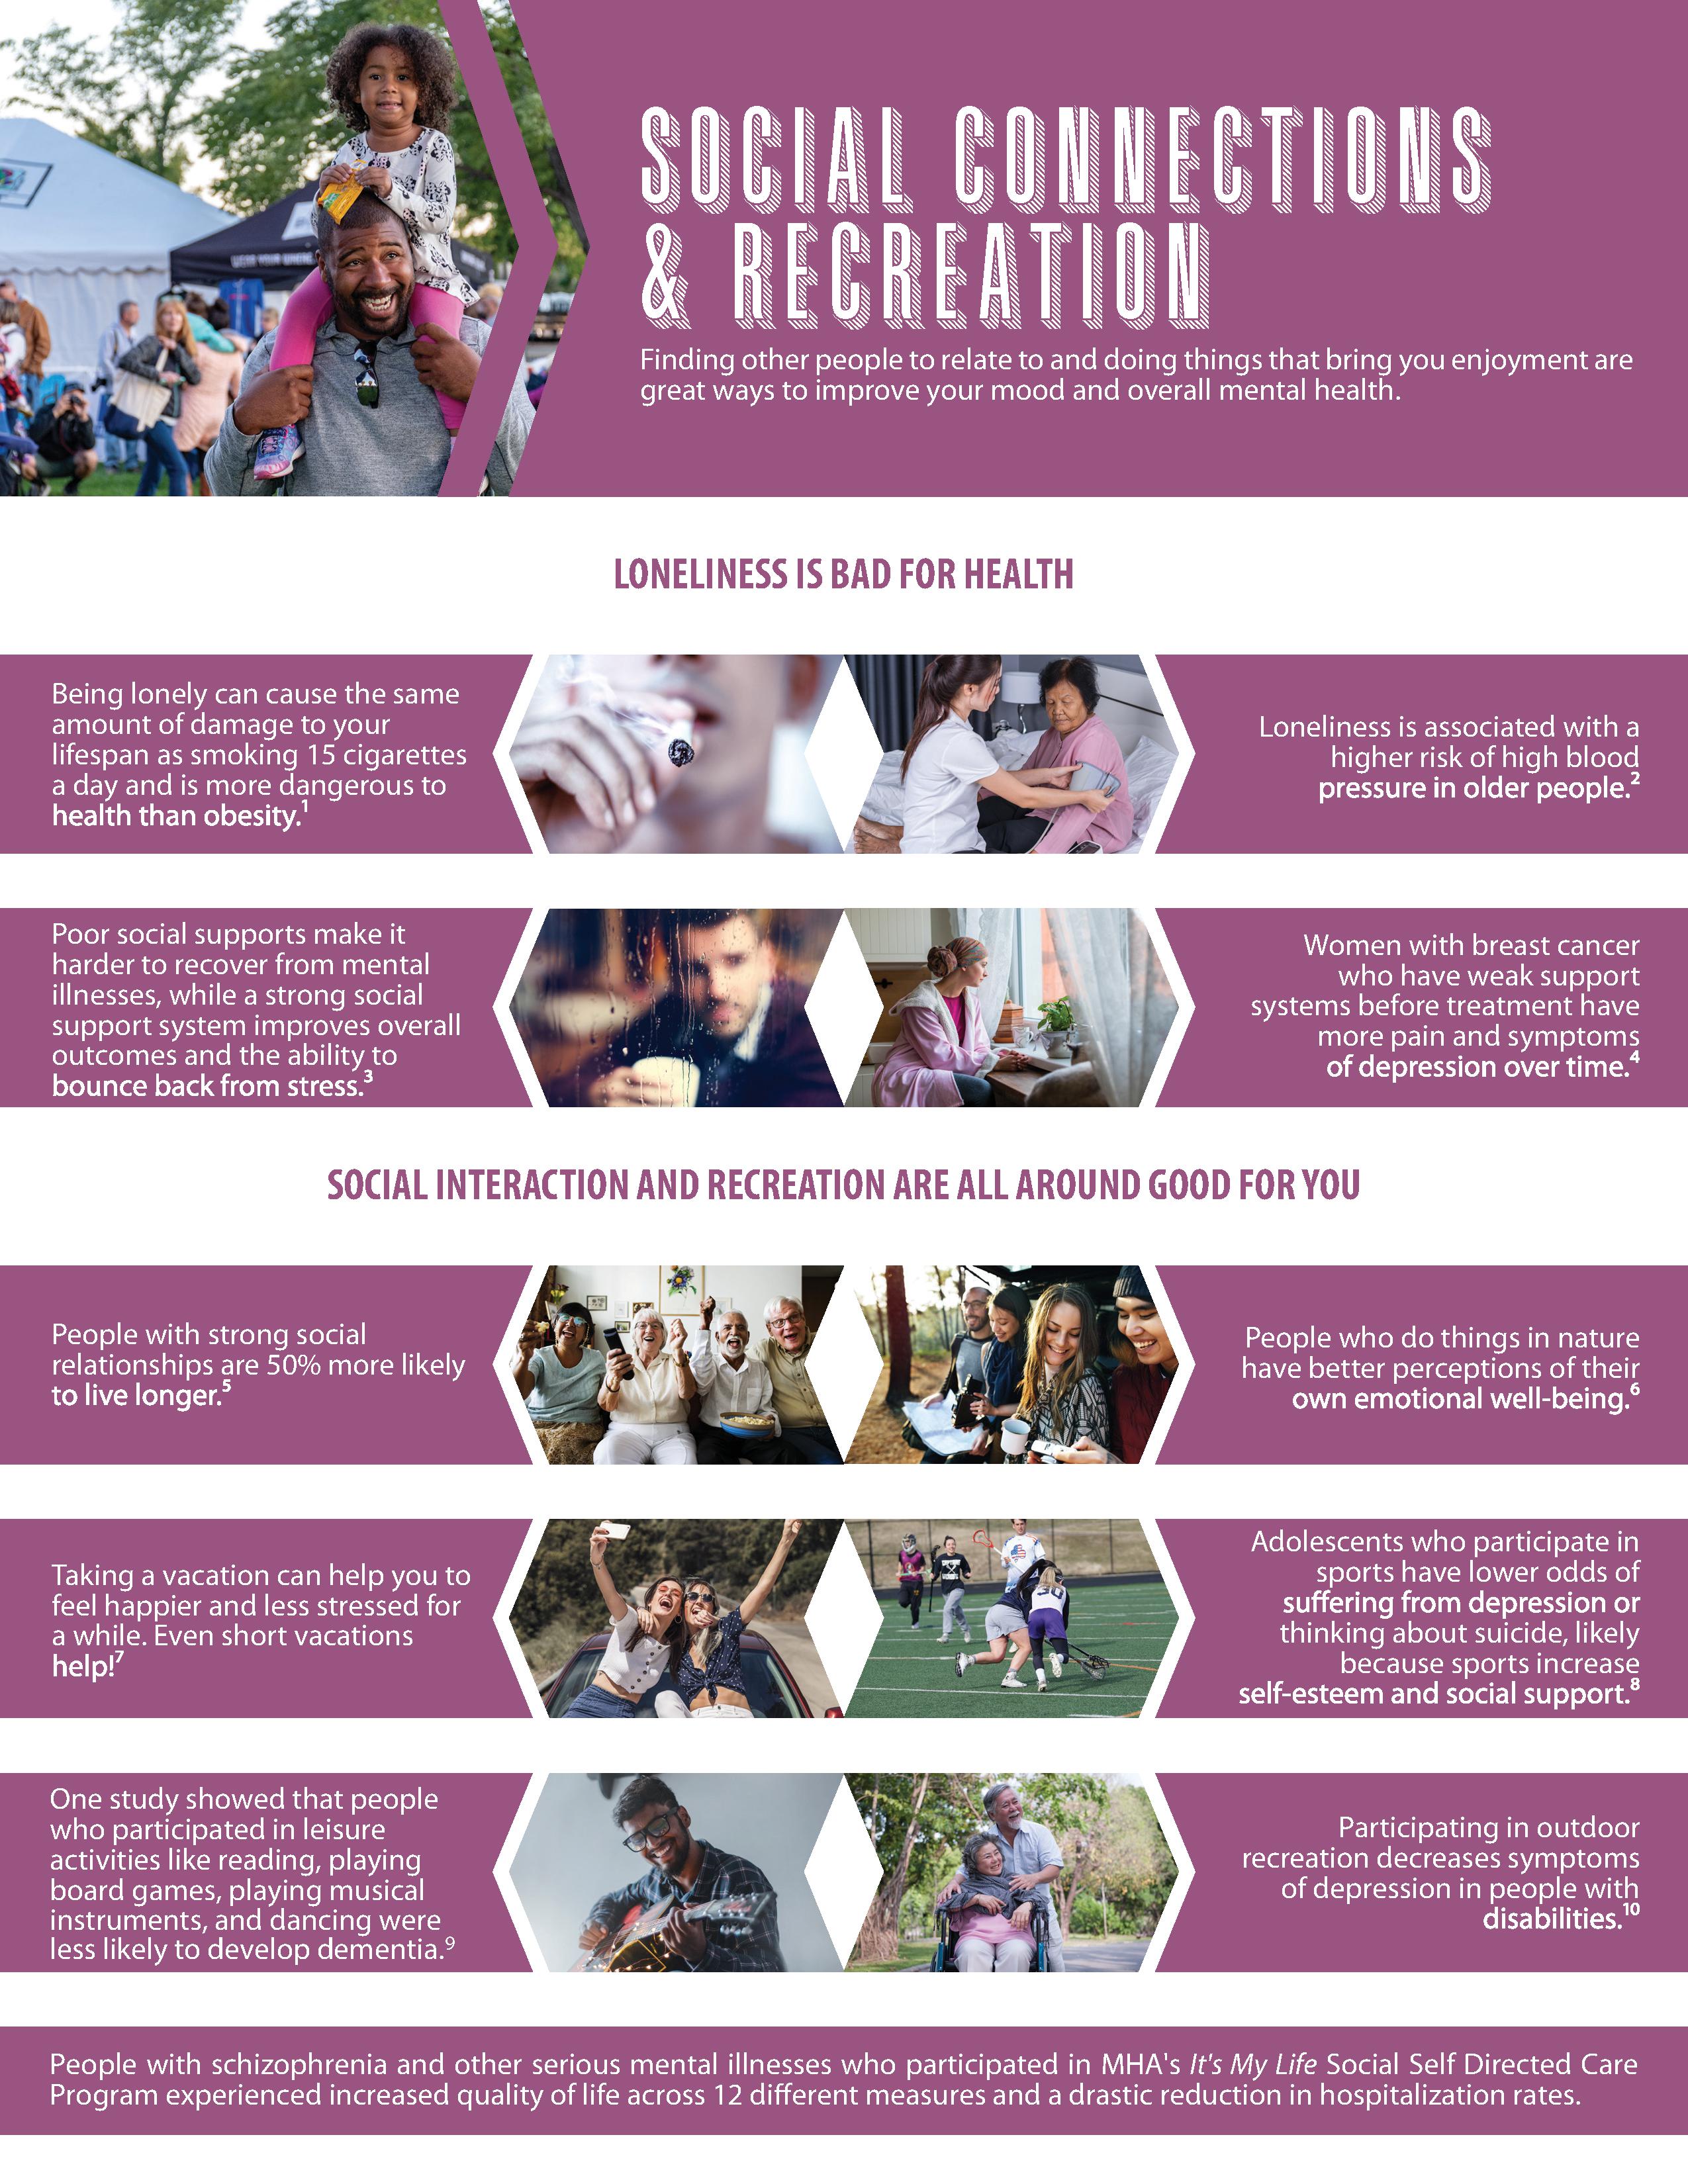 SOCIAL CONNECTIONS
& RECREATION
Finding other people to relate to and doing things that bring you enjoyment are
great ways to improve your mood and overall mental health.
LONELINESS IS BAD FOR HEALTH
Being lonely can cause the same
amount of damage to your
lifespan as smoking 15 cigarettes
a day and is more dangerous to
health than obesity.¹
Loneliness is associated with a
higher risk of high blood
pressure in older people.²
Poor social supports make it
harder to recover from mental
illnesses, while a strong social
support system improves overall
outcomes and the ability to
bounce back from stress.³
Women with breast cancer
who have weak support
systems before treatment have
more pain and symptoms
of depression over time.⁴
SOCIAL INTERACTION AND RECREATION ARE ALL AROUND GOOD FOR YOU
People with strong social
relationships are 50% more likely
to live longer.⁵
People who do things in nature
have better perceptions of their
own emotional well-being.⁶
Taking a vacation can help you to
feel happier and less stressed for
a while. Even short vacations
help!⁷
Adolescents who participate in
sports have lower odds of
suffering from depression or
thinking about suicide, likely
because sports increase
self-esteem and social support.⁸
One study showed that people
who participated in leisure
activities like reading, playing
board games, playing musical
instruments, and dancing were
less likely to develop dementia.⁹
Participating in outdoor
recreation decreases symptoms
of depression in people with
disabilities.¹⁰
People with schizophrenia and other serious mental illnesses who participated in MHA's It's My Life Social Self Directed Care
Program experienced increased quality of life across 12 different measures and a drastic reduction in hospitalization rates.